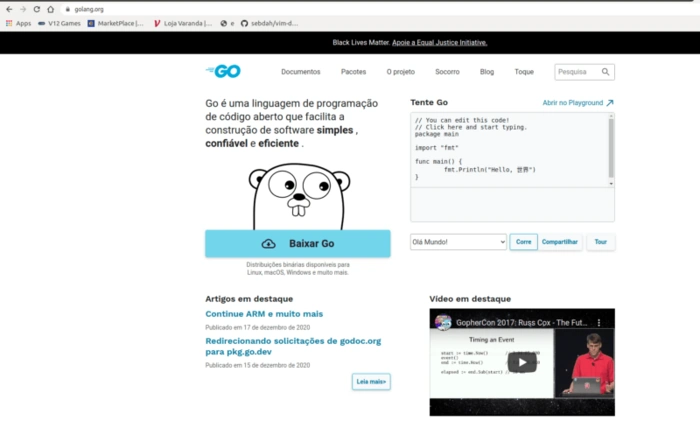 golang.org
Apps V12 Games MarketPlace |... Loja Varanda |... e sebdah/vim-d...
Black Lives Matter. Apoie a Equal Justice Initiative.
GO Documentos Pacotes O projeto Socorro Blog Toque Pesquisa
Go é uma linguagem de programação
de código aberto que facilita a
construção de software simples ,
confiável e eficiente .
Baixar Go
Distribuições binárias disponíveis para
Linux, macOS, Windows e muito mais.
Tente Go Abrir no Playground
// You can edit this code!
// Click here and start typing.
package main
import "fmt"
func main() {
fmt.Println("Hello, 世界")
}
Olá Mundo! Corre Compartilhar Tour
Artigos em destaque
Continue ARM e muito mais
Publicado em 17 de dezembro de 2020
Redirecionando solicitações de godoc.org
para pkg.go.dev
Publicado em 15 de dezembro de 2020
Leia mais>
Vídeo em destaque
GopherCon 2017: Russ Cox - The Fut...
Timing an Event
start := time.Now()
event()
end := time.Now()
elapsed := end.Sub(start)